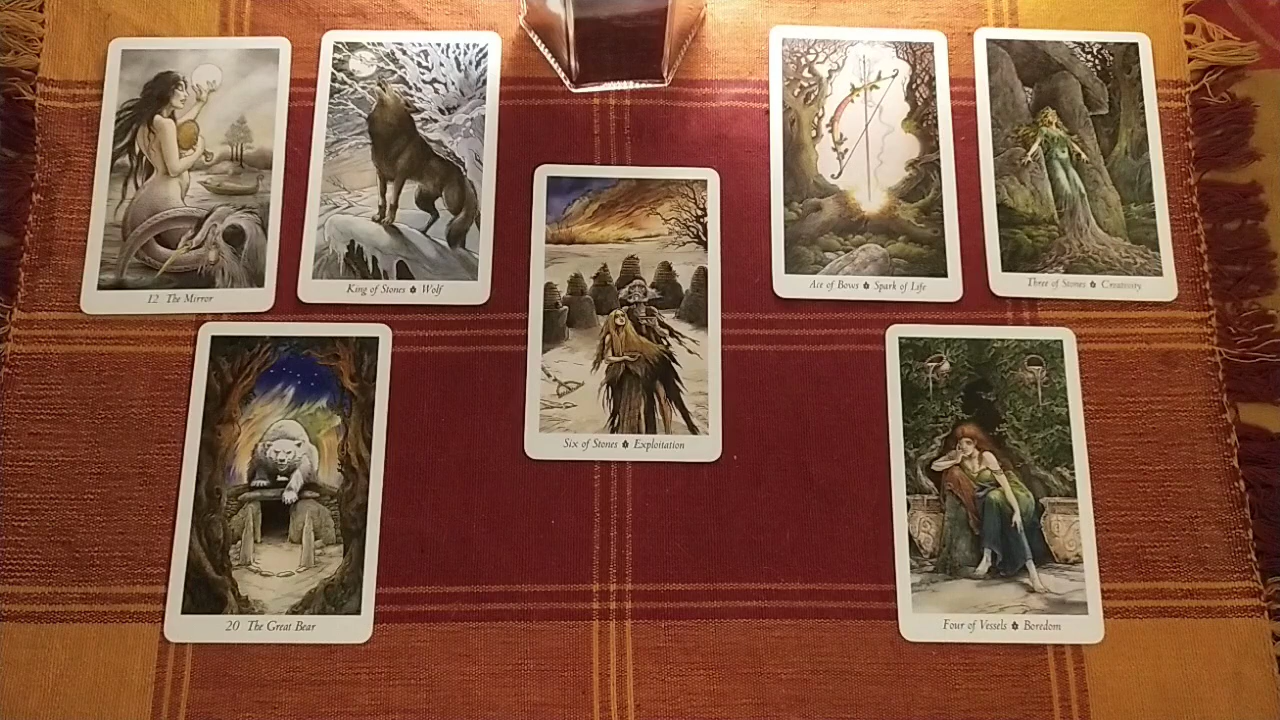 12 The Mirror
King of Stones Wolf
Ace of Bows Spark of Life
Three of Stones Creativity
Six of Stones Exploitation
20 The Great Bear
Four of Vessels Boredom